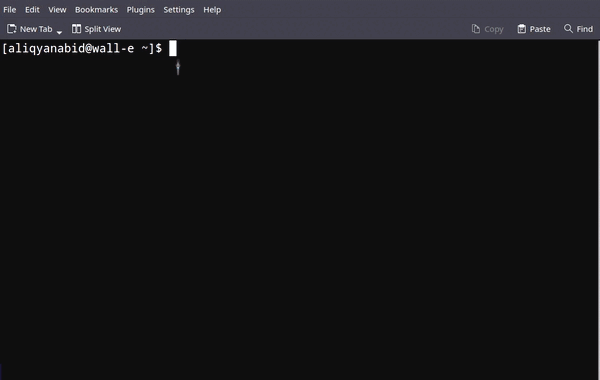 File Edit View Bookmarks Plugins Settings Help
New Tab Split View Copy Paste Find
[aliqyanabid@wall-e ~]$